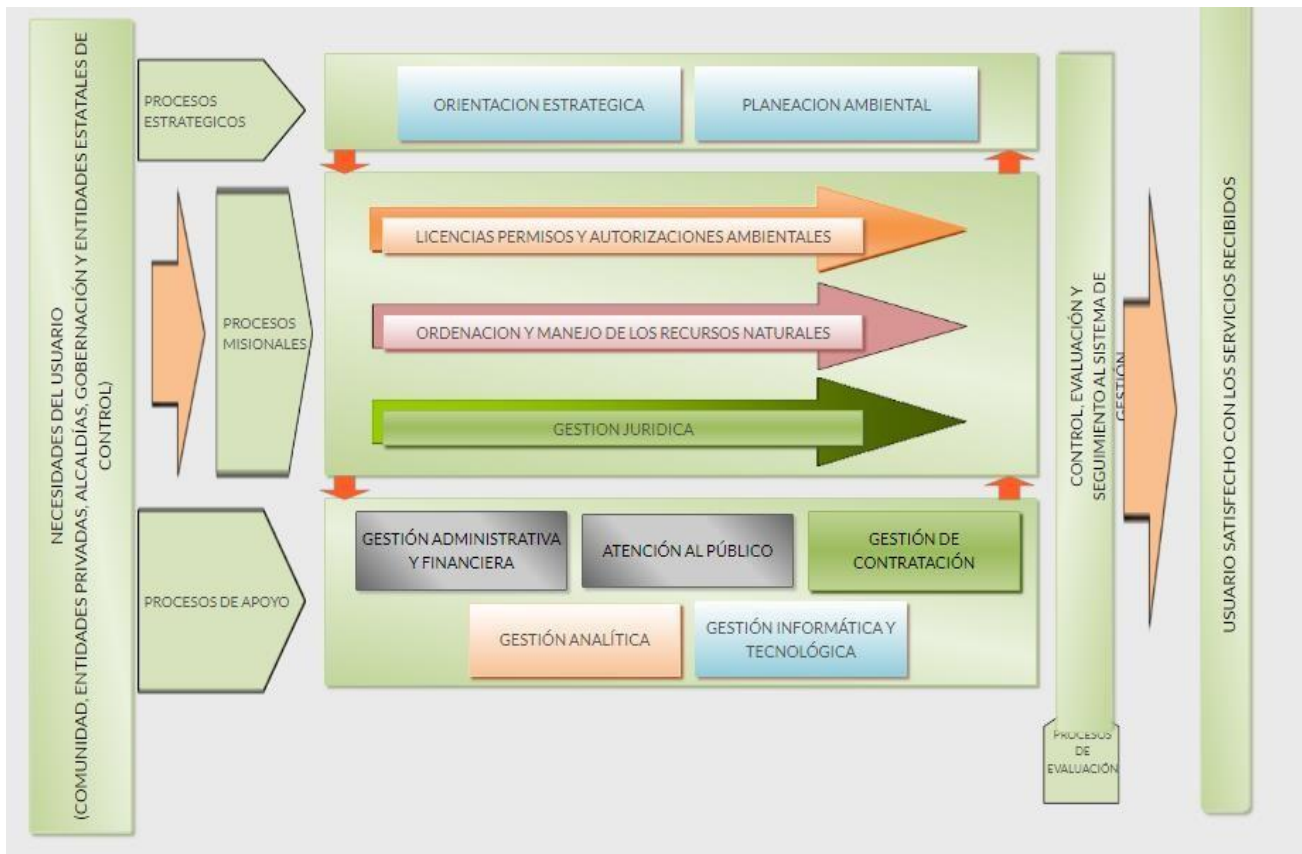 NECESIDADES DEL USUARIO
(COMUNIDAD, ENTIDADES PRIVADAS, ALCALDÍAS, GOBERNACIÓN Y ENTIDADES ESTATALES DE
CONTROL)
PROCESOS
ESTRATEGICOS
ORIENTACION ESTRATEGICA
PLANEACION AMBIENTAL
PROCESOS
MISIONALES
LICENCIAS PERMISOS Y AUTORIZACIONES AMBIENTALES
ORDENACION Y MANEJO DE LOS RECURSOS NATURALES
GESTION JURIDICA
PROCESOS DE APOYO
GESTIÓN ADMINISTRATIVA
Y FINANCIERA
ATENCIÓN AL PÚBLICO
GESTIÓN DE
CONTRATACIÓN
GESTIÓN ANALÍTICA
GESTIÓN INFORMÁTICA Y
TECNOLÓGICA
CONTROL, EVALUACIÓN Y
SEGUIMIENTO AL SISTEMA DE
GESTIÓN
PROCESOS
DE
EVALUACIÓN
USUARIO SATISFECHO CON LOS SERVICIOS RECIBIDOS